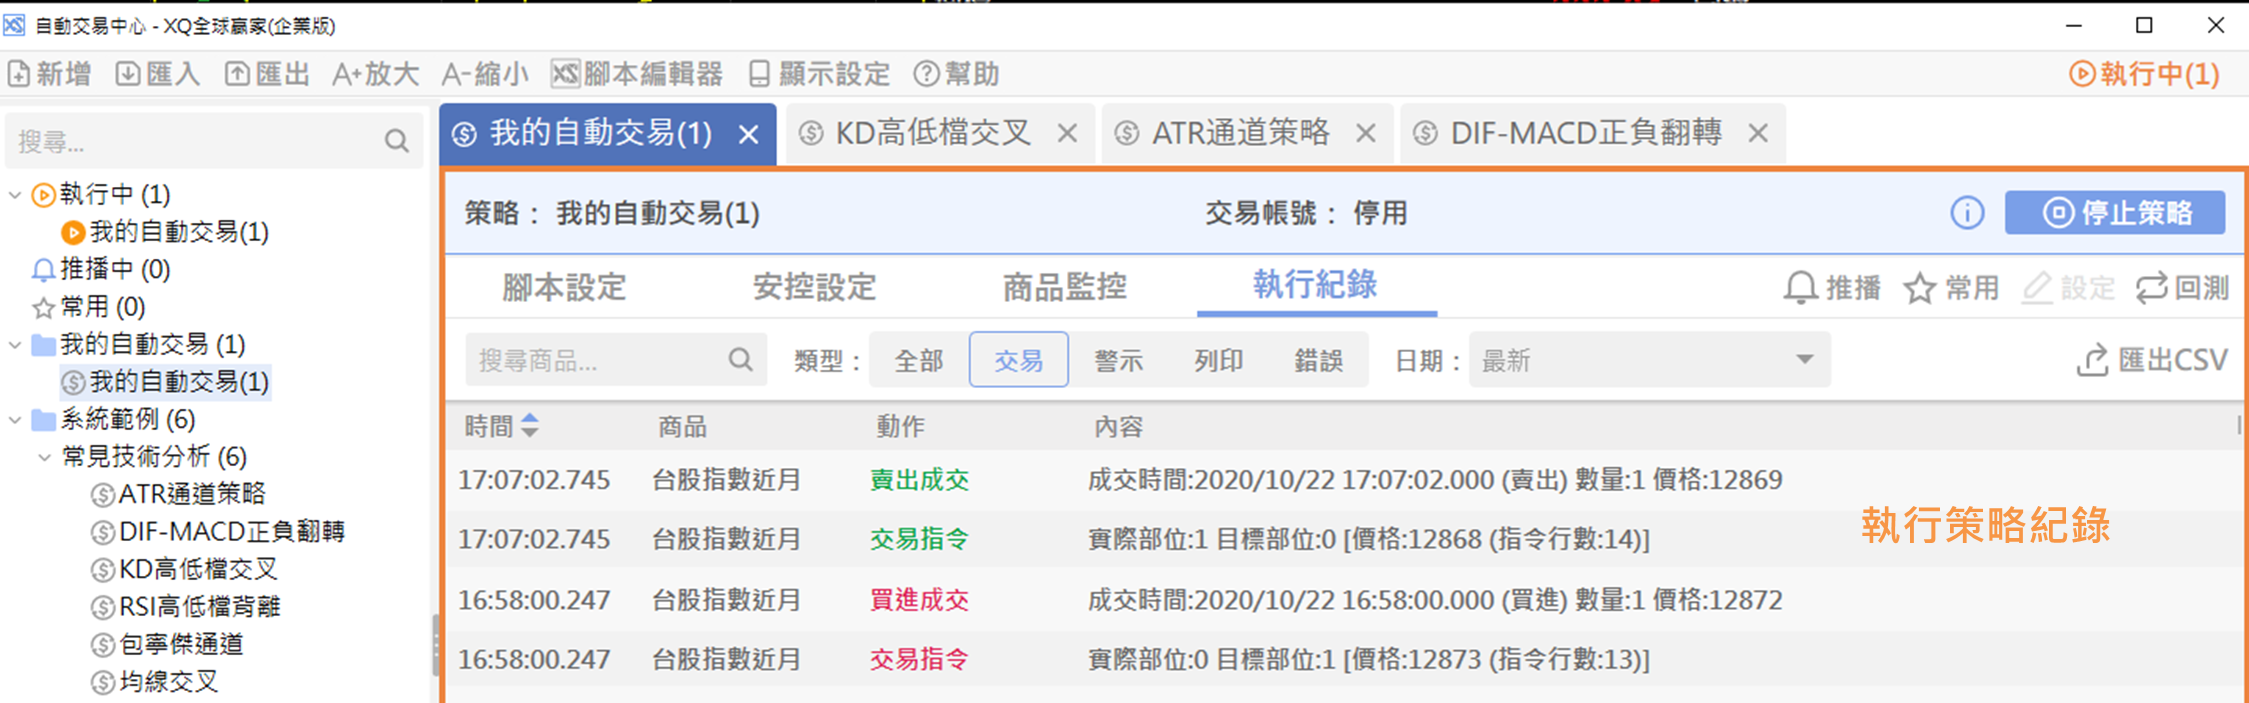 自動交易中心 - XQ全球贏家(企業版)
新增 匯入 匯出 A+放大 A-縮小 XS腳本編輯器 顯示設定 幫助 執行中(1)
搜尋...
執行中 (1)
我的自動交易(1)
推播中 (0)
常用 (0)
我的自動交易 (1)
我的自動交易(1)
系統範例 (6)
常見技術分析 (6)
ATR通道策略
DIF-MACD正負翻轉
KD高低檔交叉
RSI高低檔背離
包寧傑通道
均線交叉
我的自動交易(1) KD高低檔交叉 ATR通道策略 DIF-MACD正負翻轉
策略： 我的自動交易(1) 交易帳號： 停用 停止策略
腳本設定 安控設定 商品監控 執行紀錄 推播 常用 設定 回測
搜尋商品... 類型： 全部 交易 警示 列印 錯誤 日期： 最新 匯出CSV
時間 商品 動作 內容
17:07:02.745 台股指數近月 賣出成交 成交時間:2020/10/22 17:07:02.000 (賣出) 數量:1 價格:12869
17:07:02.745 台股指數近月 交易指令 實際部位:1 目標部位:0 [價格:12868 (指令行數:14)]
16:58:00.247 台股指數近月 買進成交 成交時間:2020/10/22 16:58:00.000 (買進) 數量:1 價格:12872
16:58:00.247 台股指數近月 交易指令 實際部位:0 目標部位:1 [價格:12873 (指令行數:13)]
執行策略紀錄